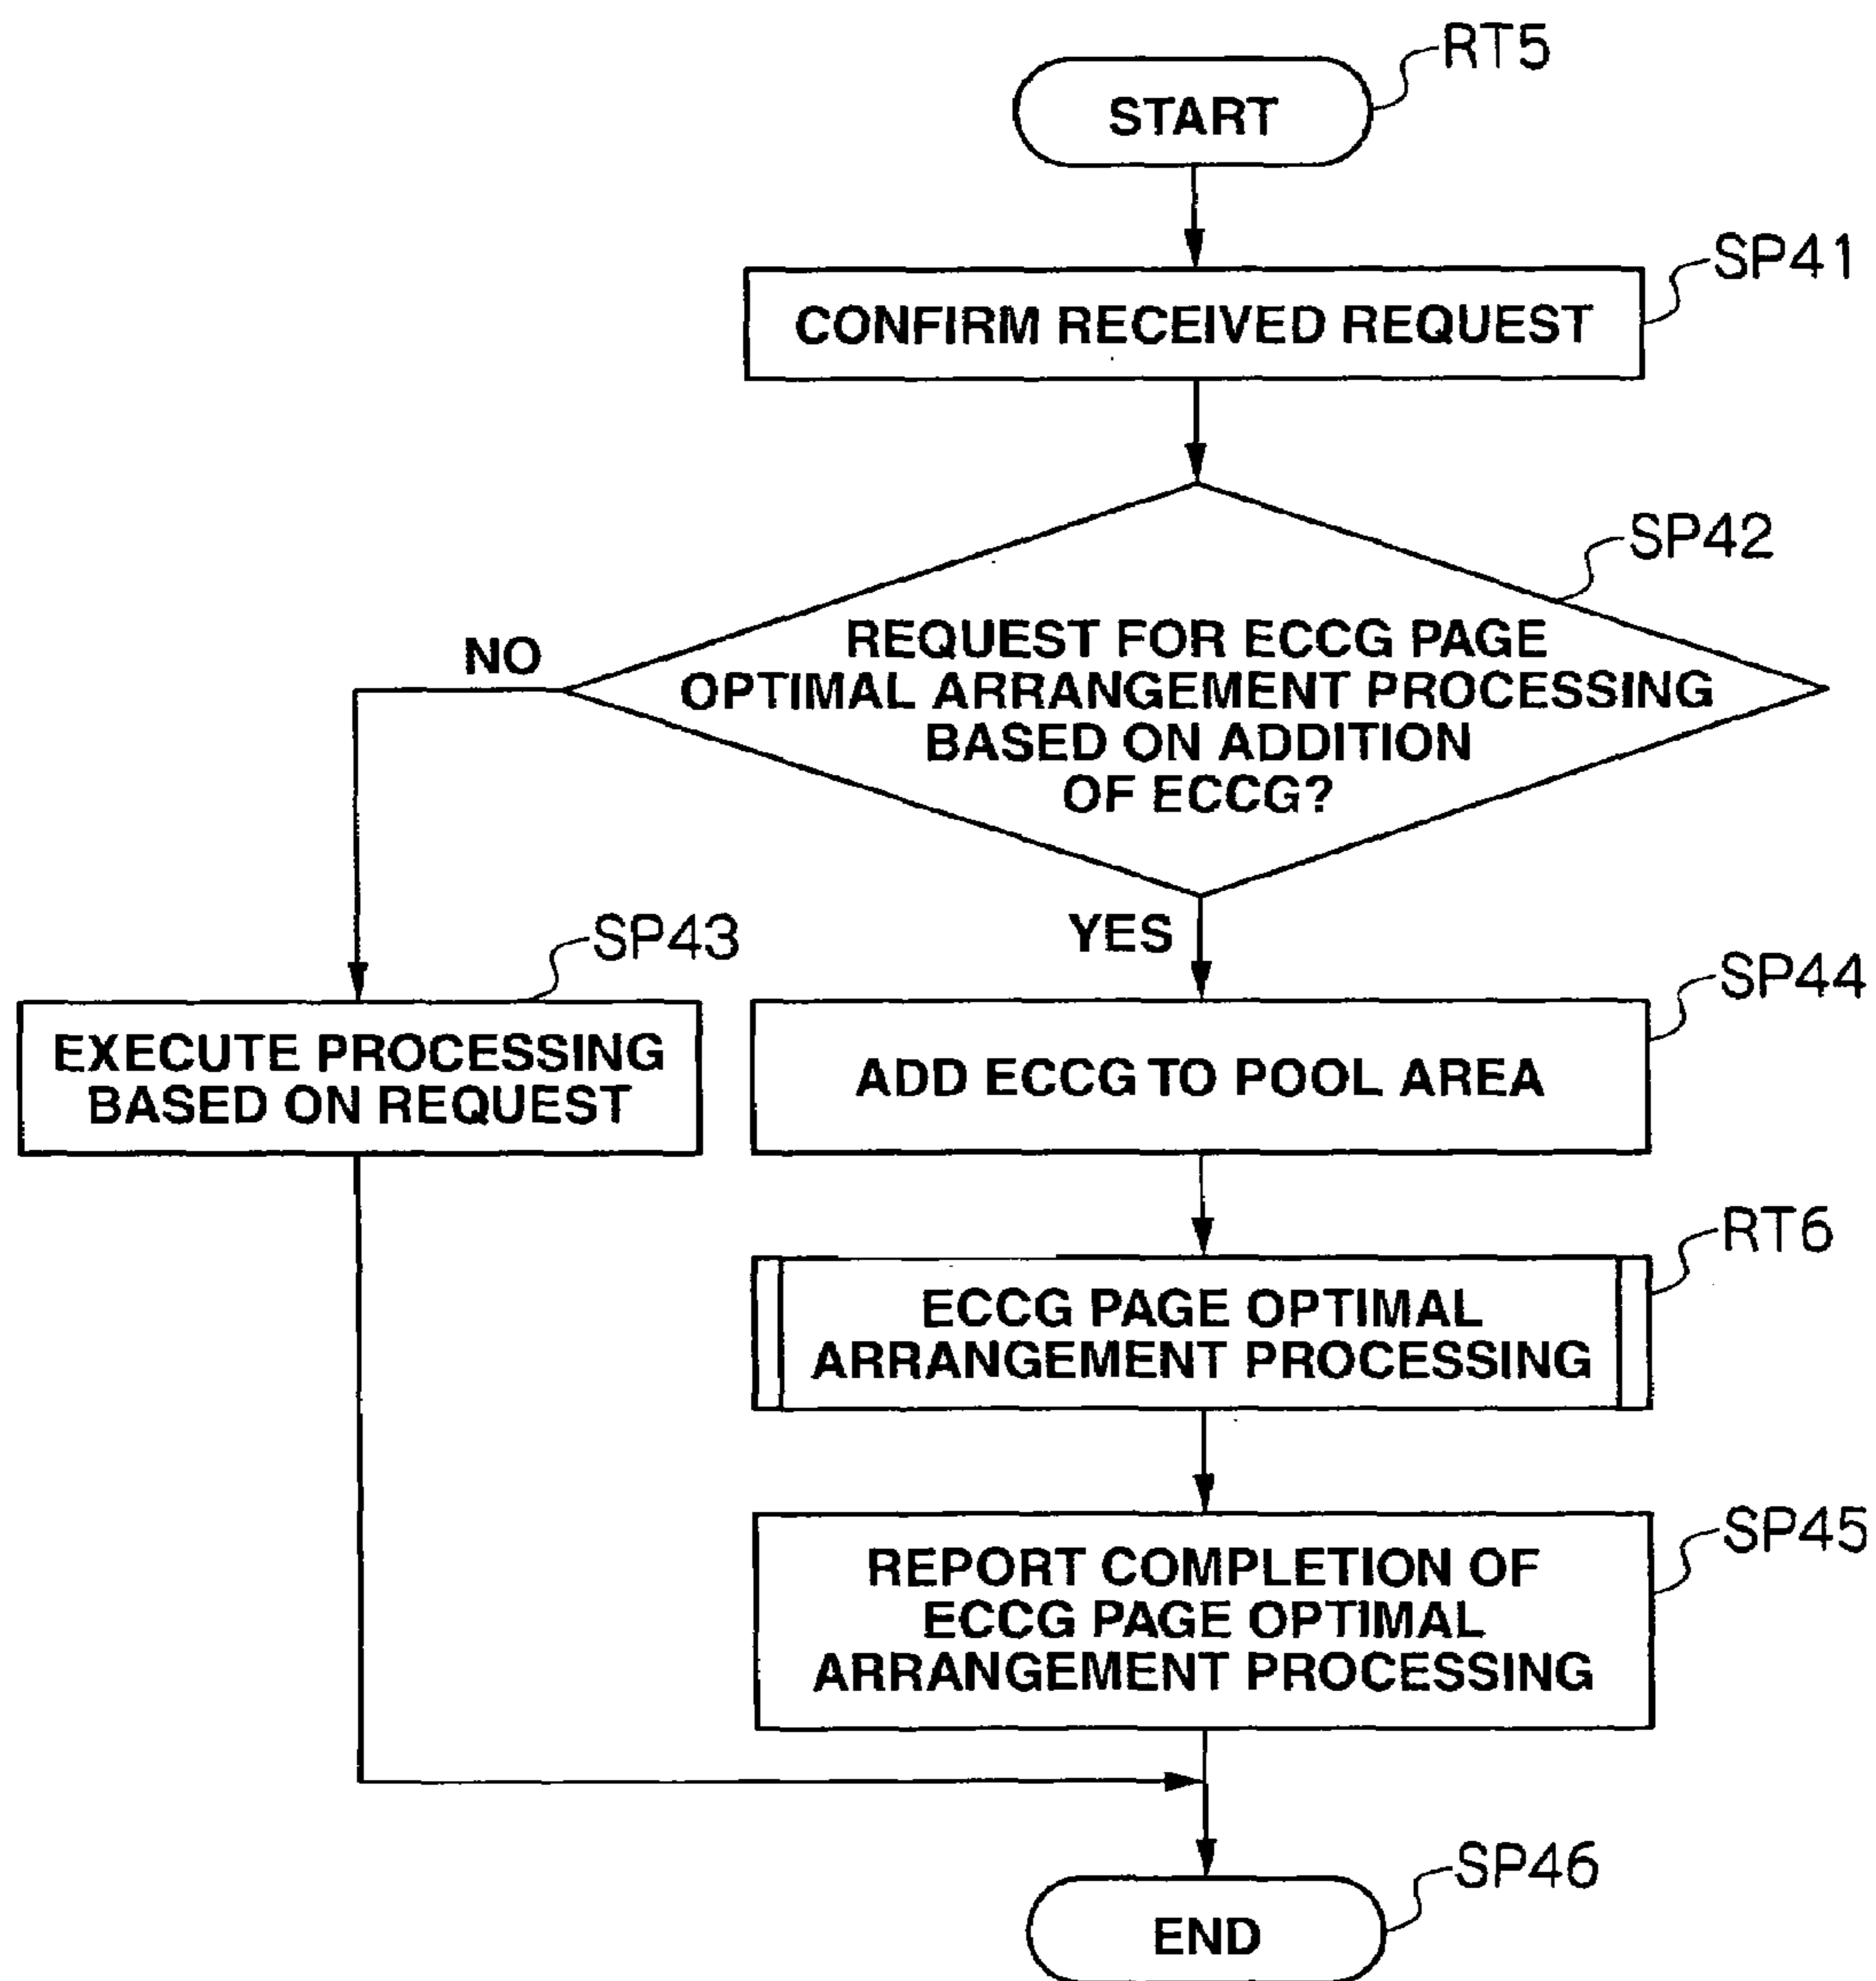 RT5
START
SP41
CONFIRM RECEIVED REQUEST
SP42
REQUEST FOR ECCG PAGE
OPTIMAL ARRANGEMENT PROCESSING
BASED ON ADDITION
OF ECCG?
NO
YES
SP43
EXECUTE PROCESSING
BASED ON REQUEST
SP44
ADD ECCG TO POOL AREA
RT6
ECCG PAGE OPTIMAL
ARRANGEMENT PROCESSING
SP45
REPORT COMPLETION OF
ECCG PAGE OPTIMAL
ARRANGEMENT PROCESSING
SP46
END